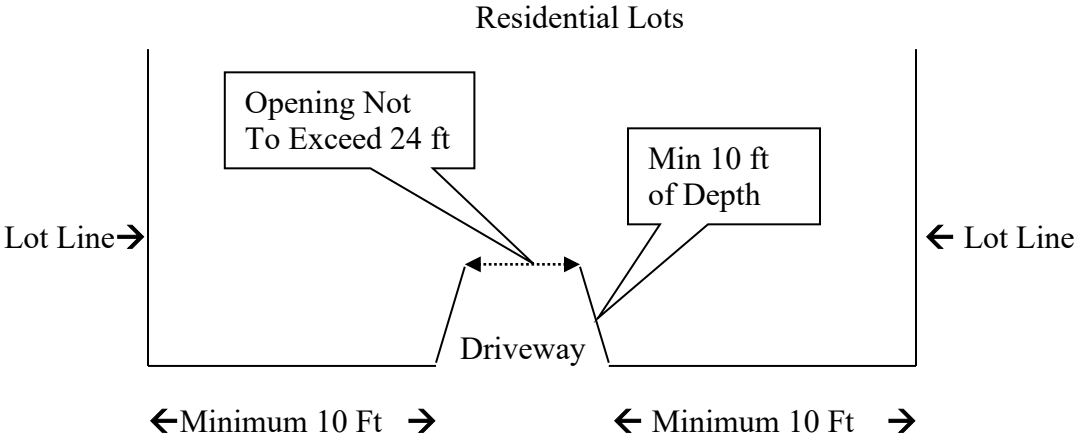 Residential Lots
Opening Not
To Exceed 24 ft
Min 10 ft
of Depth
Lot Line→
← Lot Line
Driveway
←Minimum 10 Ft →
← Minimum 10 Ft →